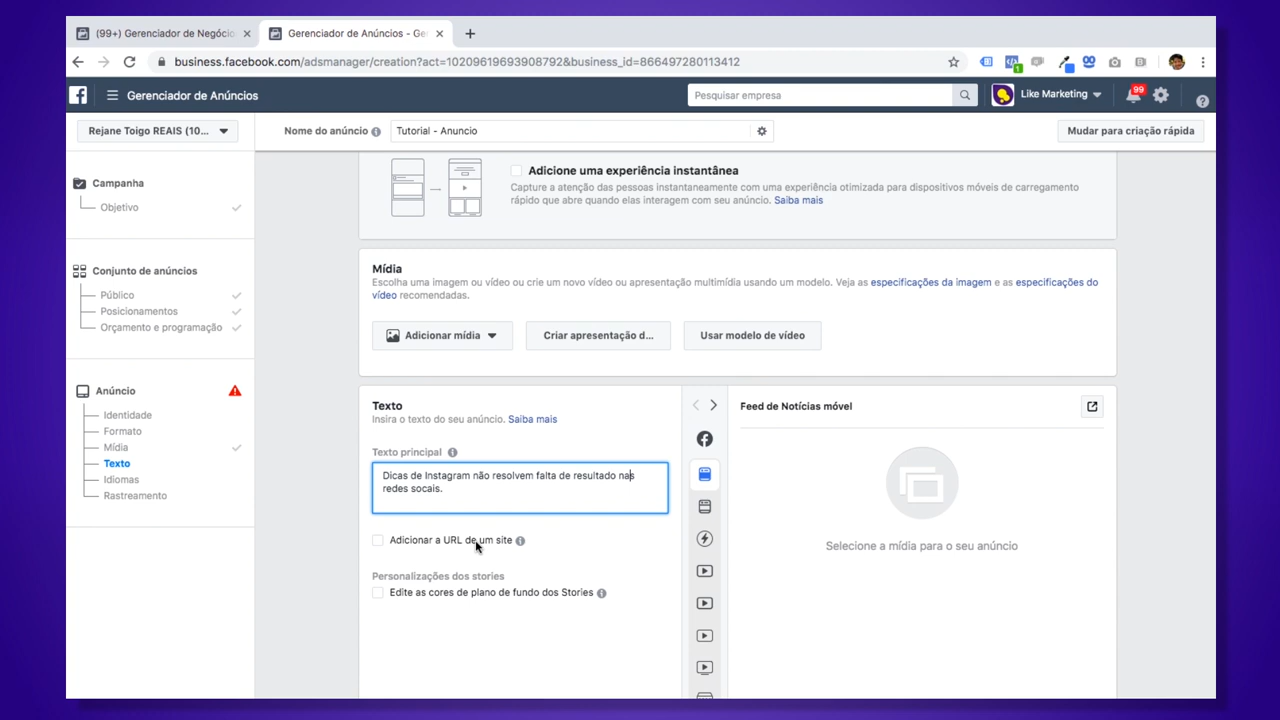 (99+) Gerenciador de Negócio
Gerenciador de Anúncios - Ge
business.facebook.com/adsmanager/creation?act=10209619693908792&business_id=866497280113412
1
Gerenciador de Anúncios
Pesquisar empresa
Like Marketing
99
Rejane Toigo REAIS (10...
Nome do anúncio
Tutorial - Anuncio
Mudar para criação rápida
Campanha
Objetivo
Conjunto de anúncios
Público
Posicionamentos
Orçamento e programação
Anúncio
Identidade
Formato
Mídia
Texto
Idiomas
Rastreamento
Adicione uma experiência instantânea
Capture a atenção das pessoas instantaneamente com uma experiência otimizada para dispositivos móveis de carregamento
rápido que abre quando elas interagem com seu anúncio. Saiba mais
Mídia
Escolha uma imagem ou vídeo ou crie um novo vídeo ou apresentação multimídia usando um modelo. Veja as especificações da imagem e as especificações do
vídeo recomendadas.
Adicionar mídia
Criar apresentação d...
Usar modelo de vídeo
Texto
Insira o texto do seu anúncio. Saiba mais
Texto principal
Dicas de Instagram não resolvem falta de resultado nas
redes socais.
Adicionar a URL de um site
Personalizações dos stories
Edite as cores de plano de fundo dos Stories
Feed de Notícias móvel
Selecione a mídia para o seu anúncio